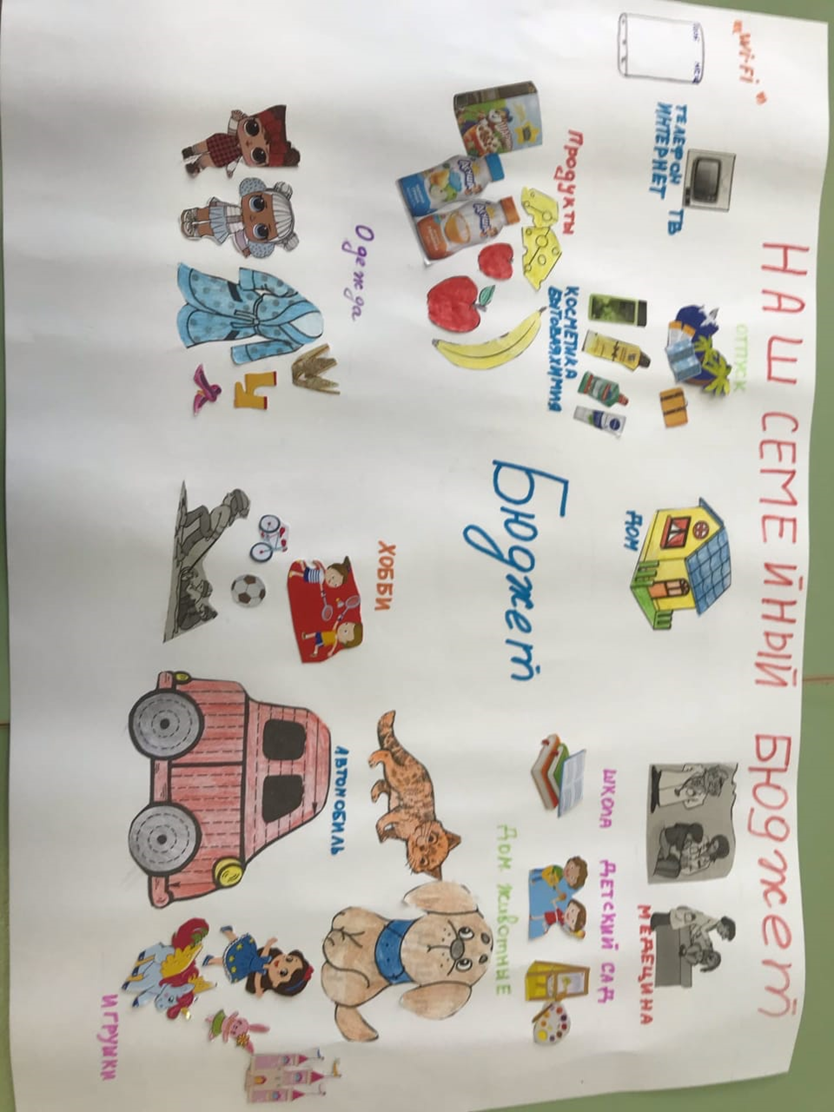 НАШ СЕМЕЙНЫЙ БЮДЖЕТ
"Wi-Fi"
ТЕЛЕФОН ТВ
ИНТЕРНЕТ
ОТПУСК
ДОМ
МЕДЕЦИНА
ПРОДУКТЫ
КОСМЕТИКА
БЫТОВАЯ ХИМИЯ
Бюджет
ШКОЛА ДЕТСКИЙ САД
ДОМ ЖИВОТНЫЕ
Одежда
ХОББИ
АВТОМОБИЛЬ
ИГРУШКИ